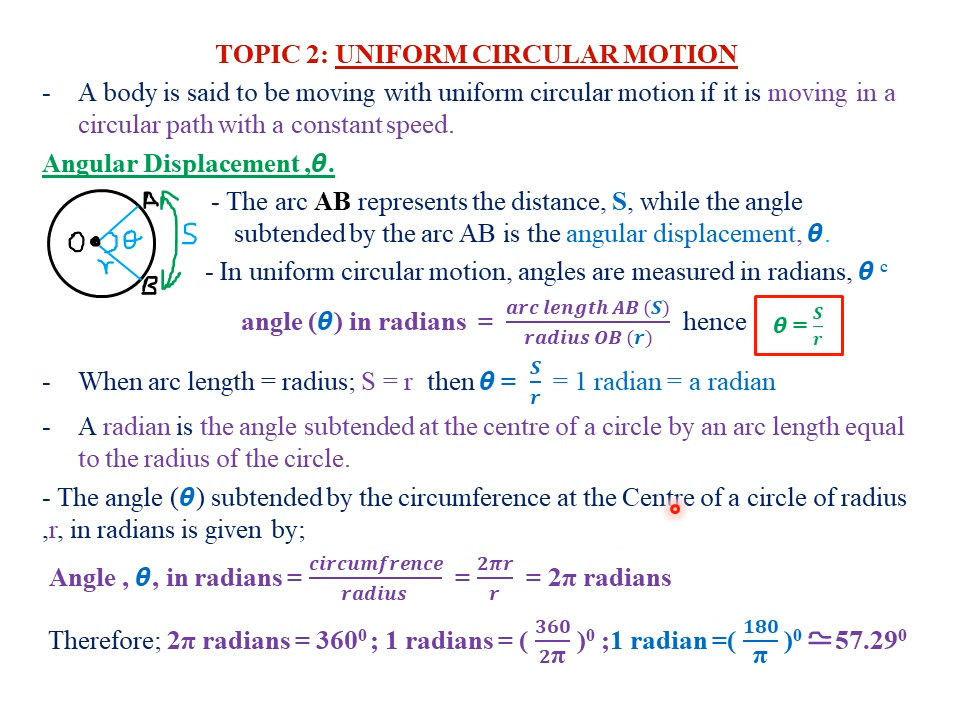 TOPIC 2: UNIFORM CIRCULAR MOTION
- A body is said to be moving with uniform circular motion if it is moving in a
circular path with a constant speed.
Angular Displacement ,θ.
A
O θ S
r
B
- The arc AB represents the distance, S, while the angle
subtended by the arc AB is the angular displacement, θ.
- In uniform circular motion, angles are measured in radians, θ ᶜ
angle (θ) in radians = arc length AB (S) / radius OB (r) hence θ = S/r
- When arc length = radius; S = r then θ = S/r = 1 radian = a radian
- A radian is the angle subtended at the centre of a circle by an arc length equal
to the radius of the circle.
- The angle (θ) subtended by the circumference at the Centre of a circle of radius
,r, in radians is given by;
Angle , θ, in radians = circumfrence / radius = 2πr / r = 2π radians
Therefore; 2π radians = 360⁰ ; 1 radians = ( 360 / 2π )⁰ ;1 radian =( 180 / π )⁰ ≃ 57.29⁰